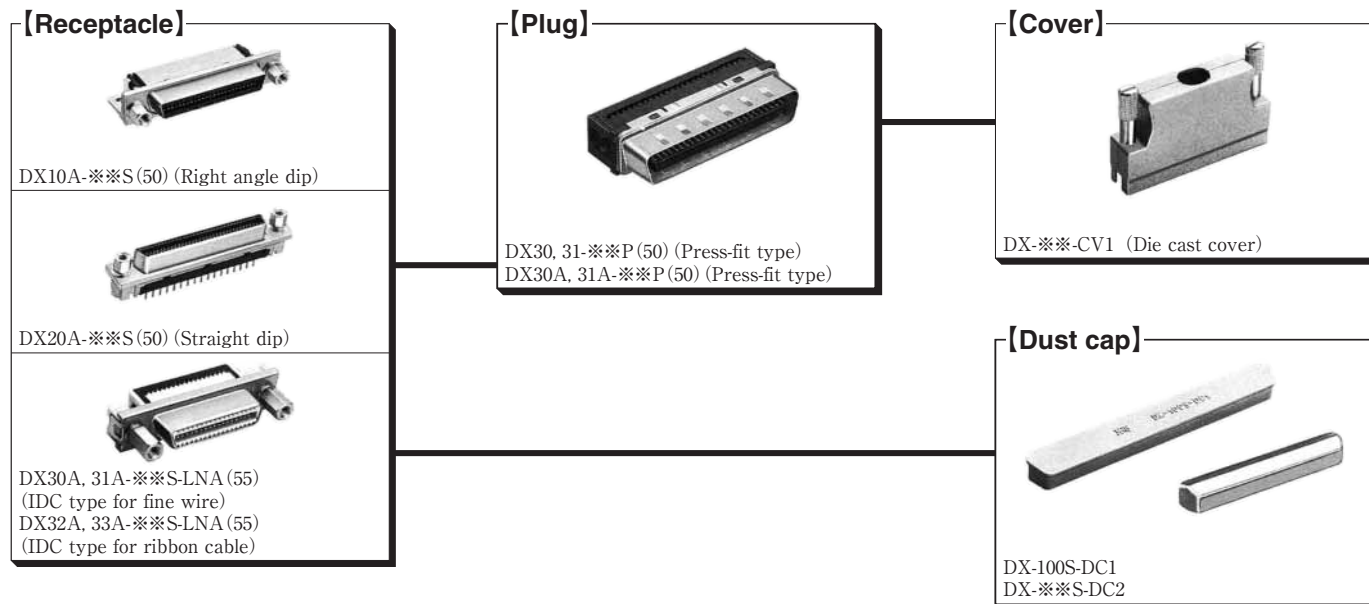 【Receptacle】
DX10A-※※S(50) (Right angle dip)
DX20A-※※S(50) (Straight dip)
DX30A, 31A-※※S-LNA(55)
(IDC type for fine wire)
DX32A, 33A-※※S-LNA(55)
(IDC type for ribbon cable)
【Plug】
DX30, 31-※※P(50) (Press-fit type)
DX30A, 31A-※※P(50) (Press-fit type)
【Cover】
DX-※※-CV1 (Die cast cover)
【Dust cap】
DX-100S-DC1
DX-※※S-DC2